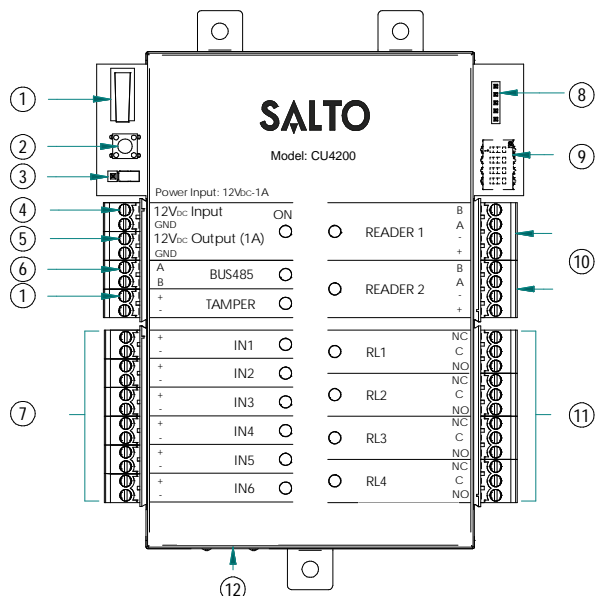 SALTO
Model: CU4200
Power Input: 12VDC-1A
1
2
3
4
5
6
1
7
8
9
10
11
12
12VDC Input
GND
ON
12VDC Output (1A)
GND
A
B
BUS485
+
-
TAMPER
+
-
IN1
+
-
IN2
+
-
IN3
+
-
IN4
+
-
IN5
+
-
IN6
READER 1
B
A
-
+
READER 2
B
A
-
+
RL1
NC
C
NO
RL2
NC
C
NO
RL3
NC
C
NO
RL4
NC
C
NO